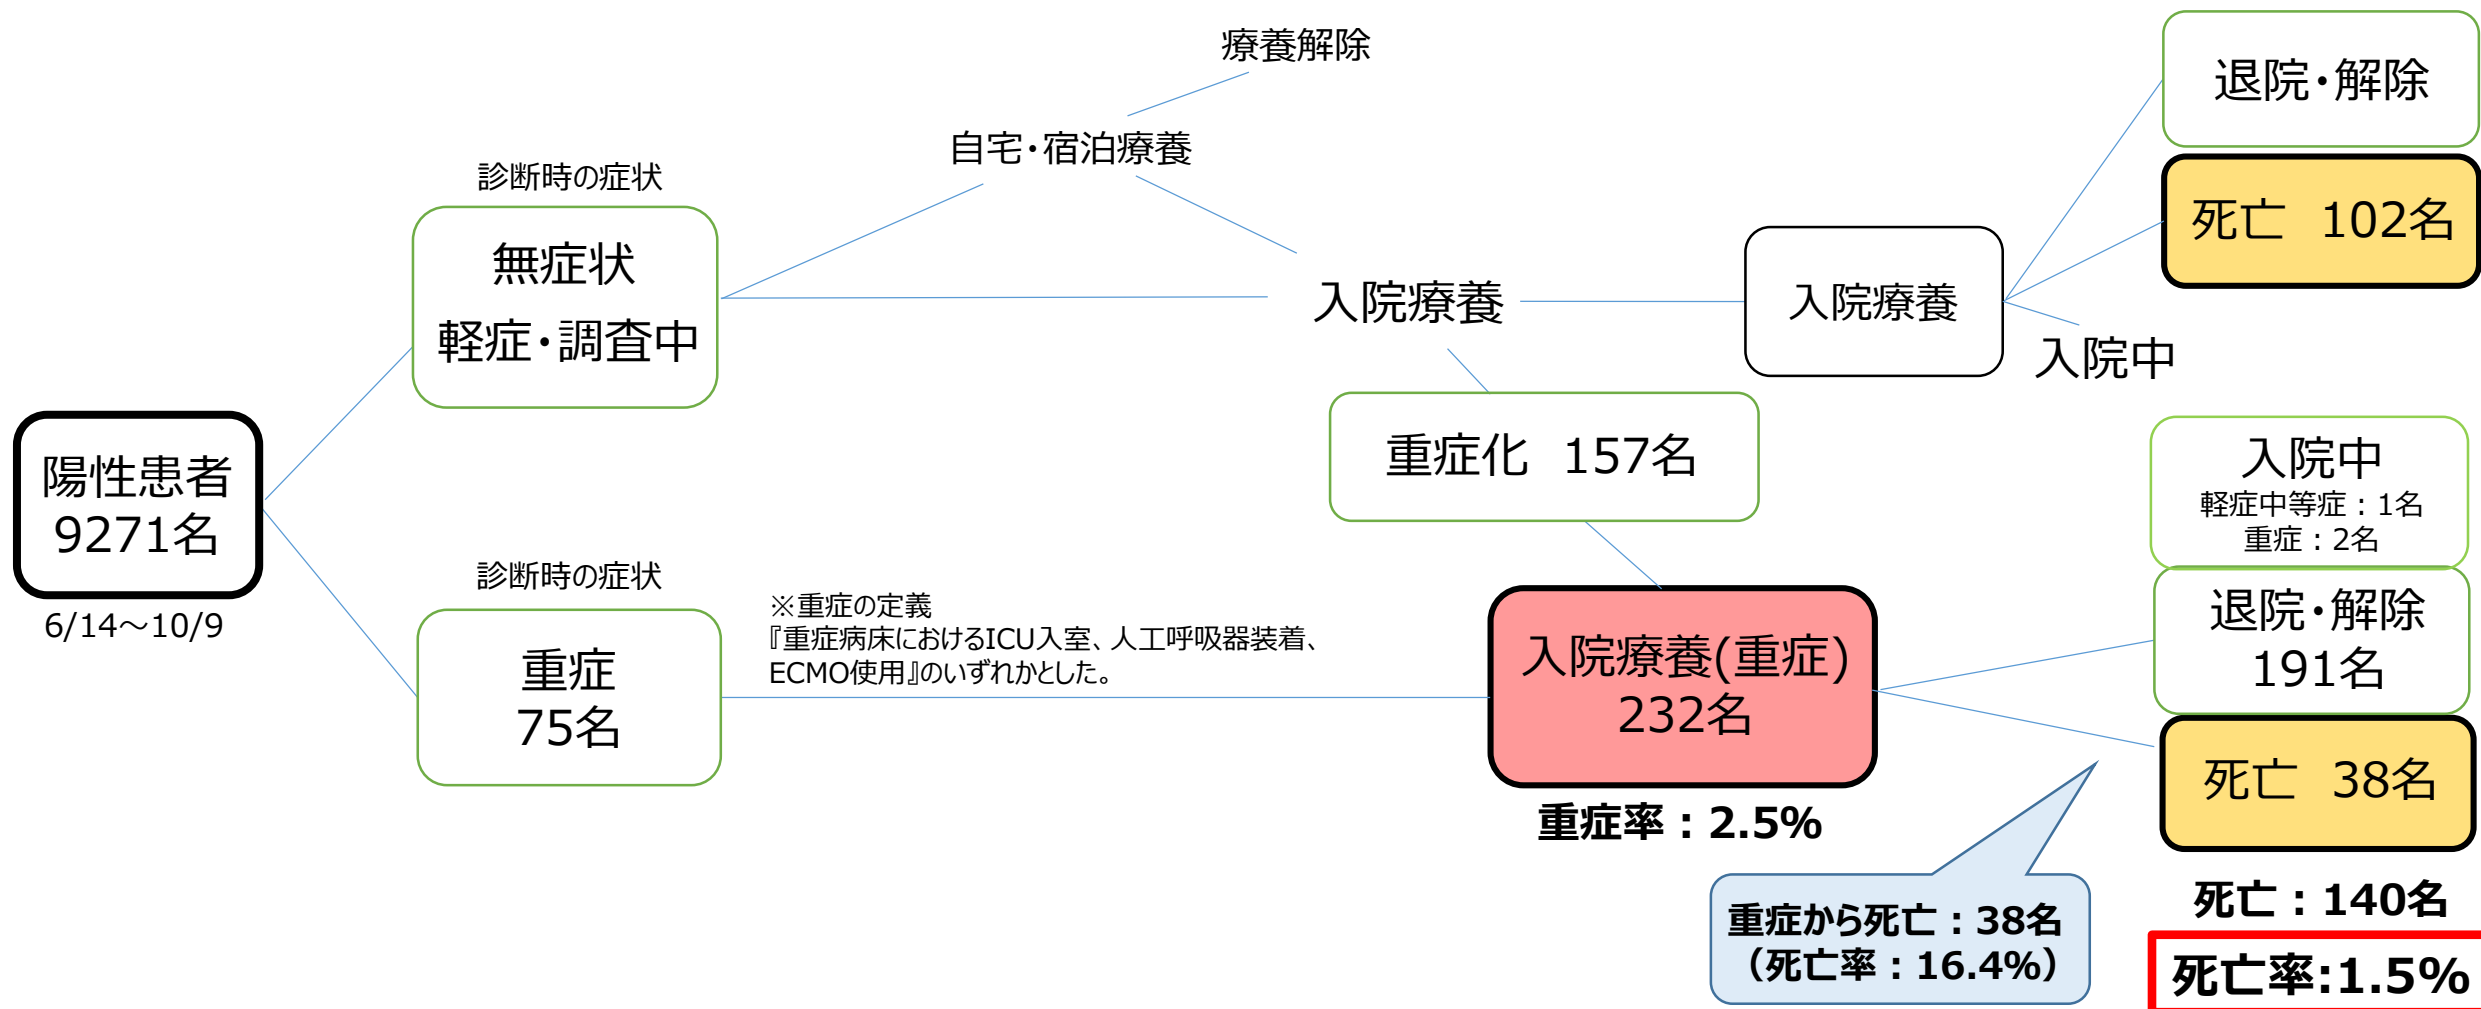 療養解除
自宅・宿泊療養
診断時の症状
無症状
軽症・調査中
陽性患者
9271名
6/14～10/9
診断時の症状
重症
75名
※重症の定義
『重症病床におけるICU入室、人工呼吸器装着、
ECMO使用』のいずれかとした。
入院療養
入院療養
重症化　157名
入院療養(重症)
232名
重症率：2.5%
退院・解除
死亡　102名
入院中
入院中
軽症中等症：1名
重症：2名
退院・解除
191名
死亡　38名
重症から死亡：38名
（死亡率：16.4%）
死亡：140名
死亡率:1.5%